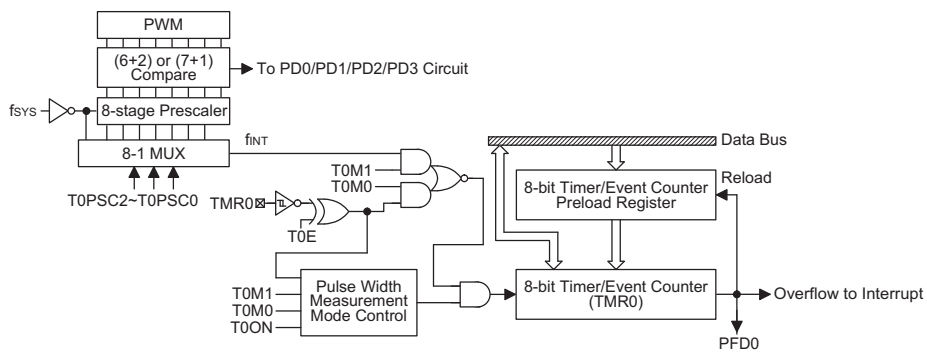 PWM
(6+2) or (7+1)
Compare
To PD0/PD1/PD2/PD3 Circuit
fSYS
8-stage Prescaler
8-1 MUX
fINT
T0PSC2~T0PSC0
T0M1
T0M0
TMR0
T0E
Data Bus
8-bit Timer/Event Counter
Preload Register
Reload
T0M1
T0M0
T0ON
Pulse Width
Measurement
Mode Control
8-bit Timer/Event Counter
(TMR0)
Overflow to Interrupt
PFD0